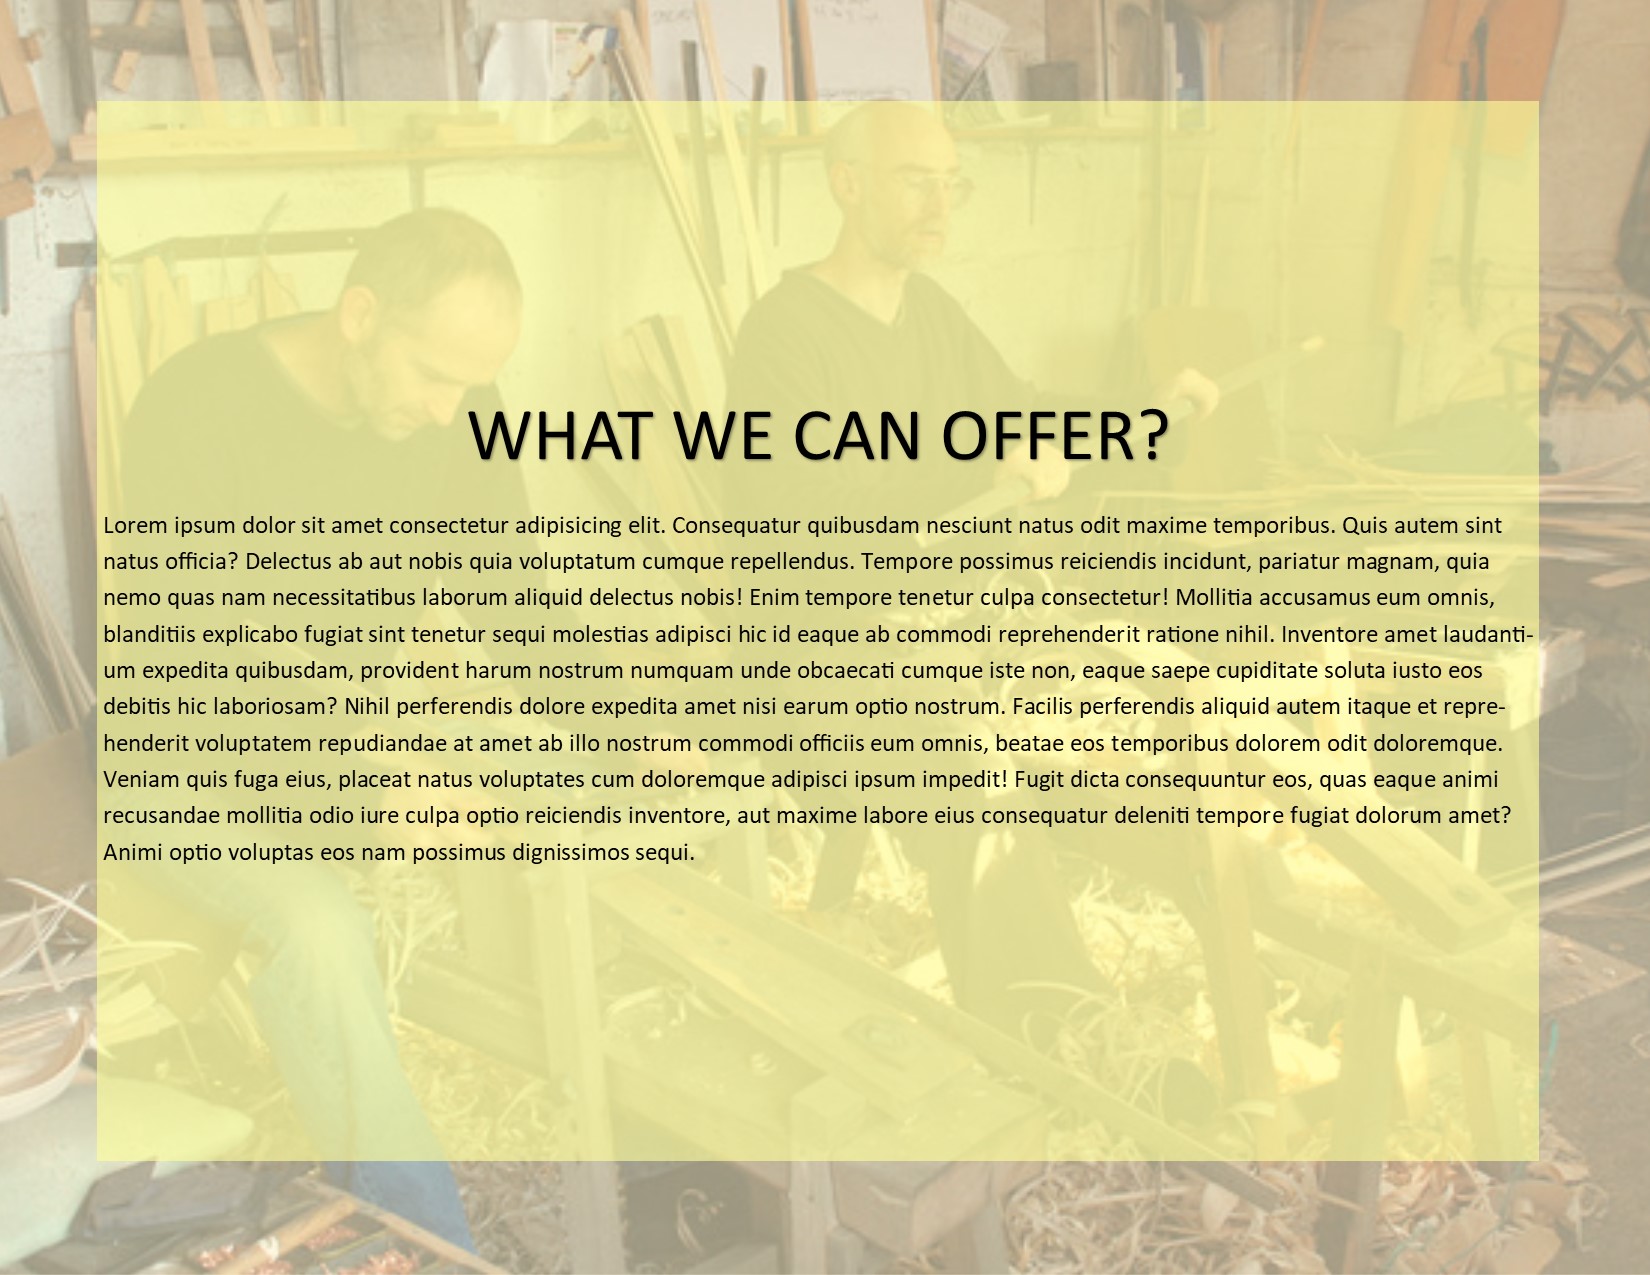 WHAT WE CAN OFFER?
Lorem ipsum dolor sit amet consectetur adipisicing elit. Consequatur quibusdam nesciunt natus odit maxime temporibus. Quis autem sint
natus officia? Delectus ab aut nobis quia voluptatum cumque repellendus. Tempore possimus reiciendis incidunt, pariatur magnam, quia
nemo quas nam necessitatibus laborum aliquid delectus nobis! Enim tempore tenetur culpa consectetur! Mollitia accusamus eum omnis,
blanditiis explicabo fugiat sint tenetur sequi molestias adipisci hic id eaque ab commodi reprehenderit ratione nihil. Inventore amet laudanti-
um expedita quibusdam, provident harum nostrum numquam unde obcaecati cumque iste non, eaque saepe cupiditate soluta iusto eos
debitis hic laboriosam? Nihil perferendis dolore expedita amet nisi earum optio nostrum. Facilis perferendis aliquid autem itaque et repre-
henderit voluptatem repudiandae at amet ab illo nostrum commodi officiis eum omnis, beatae eos temporibus dolorem odit doloremque.
Veniam quis fuga eius, placeat natus voluptates cum doloremque adipisci ipsum impedit! Fugit dicta consequuntur eos, quas eaque animi
recusandae mollitia odio iure culpa optio reiciendis inventore, aut maxime labore eius consequatur deleniti tempore fugiat dolorum amet?
Animi optio voluptas eos nam possimus dignissimos sequi.